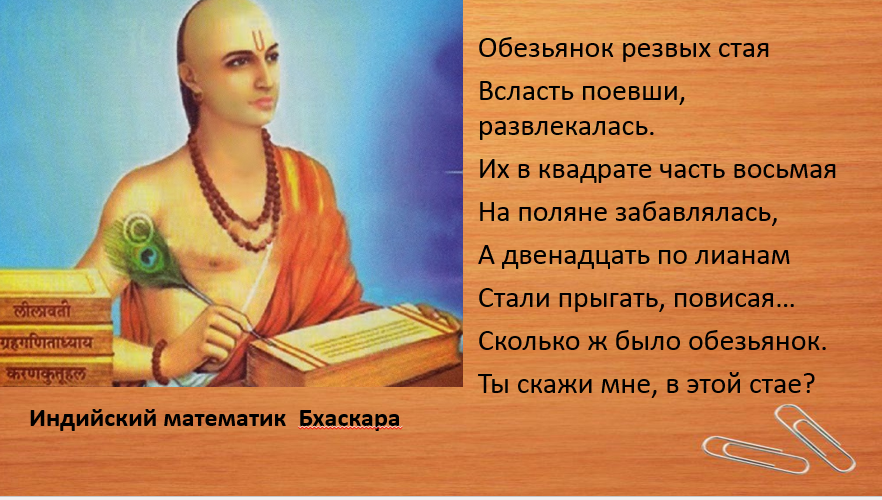 Обезьянок резвых стая
Всласть поевши,
развлекалась.
Их в квадрате часть восьмая
На поляне забавлялась,
А двенадцать по лианам
Стали прыгать, повисая…
Сколько ж было обезьянок.
Ты скажи мне, в этой стае?
©
लीलावती
ग्रहगणिताध्याय
करणकुतूहल
Индийский математик Бхаскара